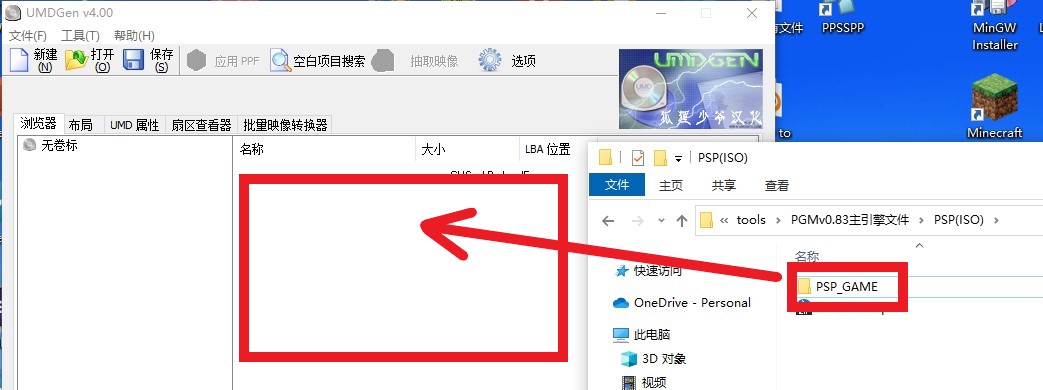 UMDGen v4.00
文件(F) 工具(T) 帮助(H)
新建(N) 打开(O) 保存(S) 应用 PPF 空白项目搜索 抽取映像 选项
UMDGEN
狐狸少爷汉化
浏览器 布局 UMD 属性 扇区查看器 批量映像转换器
无卷标
名称 大小 LBA 位置
文件
PPSSPP
MinGW
Installer
to
Minecraft
PSP(ISO)
文件 主页 共享 查看
« tools > PGMv0.83主引擎文件 > PSP(ISO) >
名称
快速访问
PSP_GAME
OneDrive - Personal
此电脑
3D 对象
视频